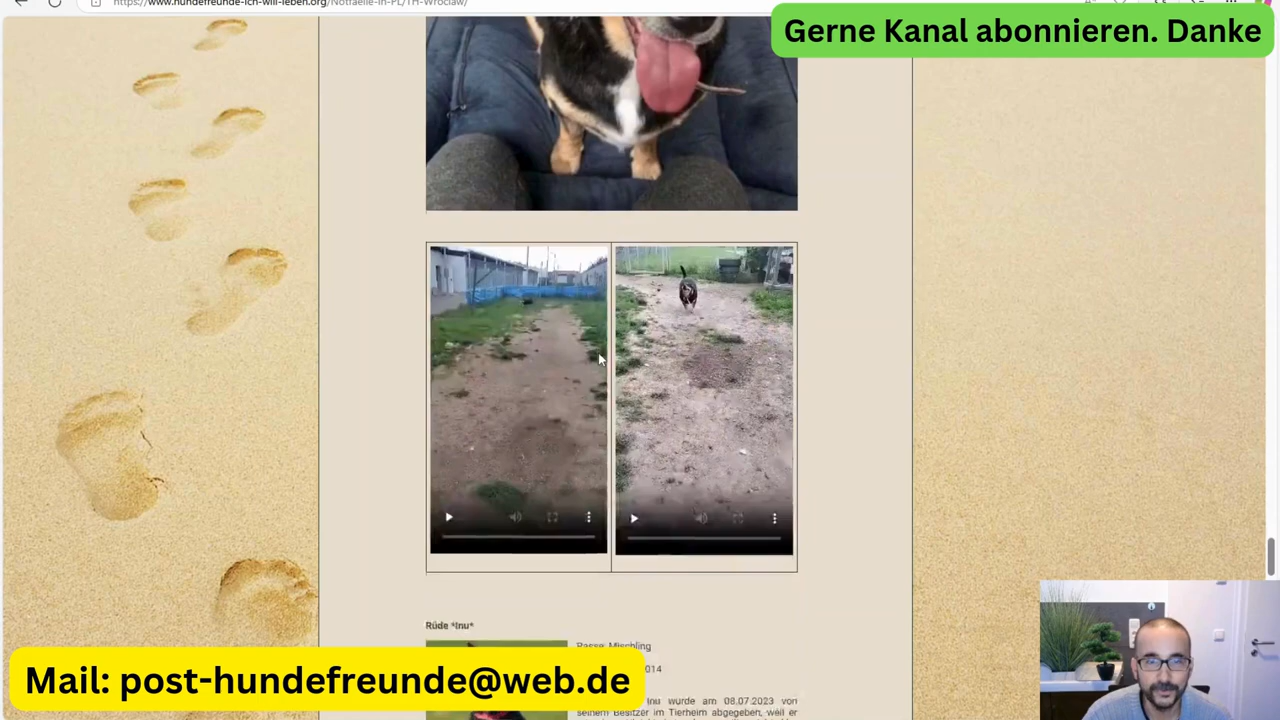 https://www.hundefreunde-ich-will-leben.org/Notfaelle-in-PL/TH-Wroclaw/
Gerne Kanal abonnieren. Danke
Rüde *Inu*
Rasse: Mischling
2014
Inu wurde am 08.07.2023 von
seinem Besitzer im Tierheim abgegeben, weil er
Mail: post-hundefreunde@web.de